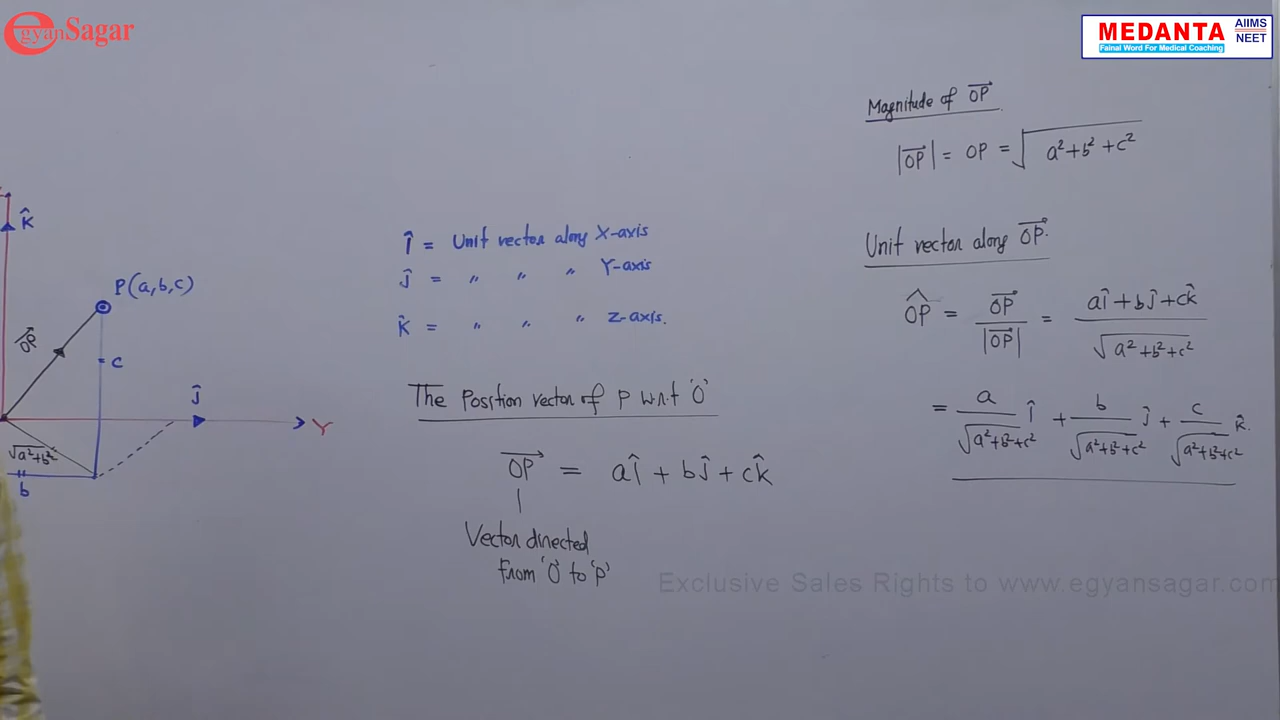 egyanSagar
MEDANTA
AIIMS
NEET
Fainal Word For Medical Coaching
K̂
P(a,b,c)
OP⃗
c
Ĵ
Y
√a²+b²
b
Î = Unit vector along X-axis
Ĵ = " " " Y-axis
K̂ = " " " Z-axis.
The Position vector of P w.r.t 'O'
OP⃗ = aî + bĵ + ck̂
Vector directed
from 'O' to 'P'
Magnitude of OP⃗
|OP⃗| = OP = √a²+b²+c²
Unit vector along OP⃗.
OP̂ = OP⃗/|OP⃗| = (aî+bĵ+ck̂)/√a²+b²+c²
= a/√a²+b²+c² î + b/√a²+b²+c² ĵ + c/√a²+b²+c² k̂.
Exclusive Sales Rights to www.egyansagar.com